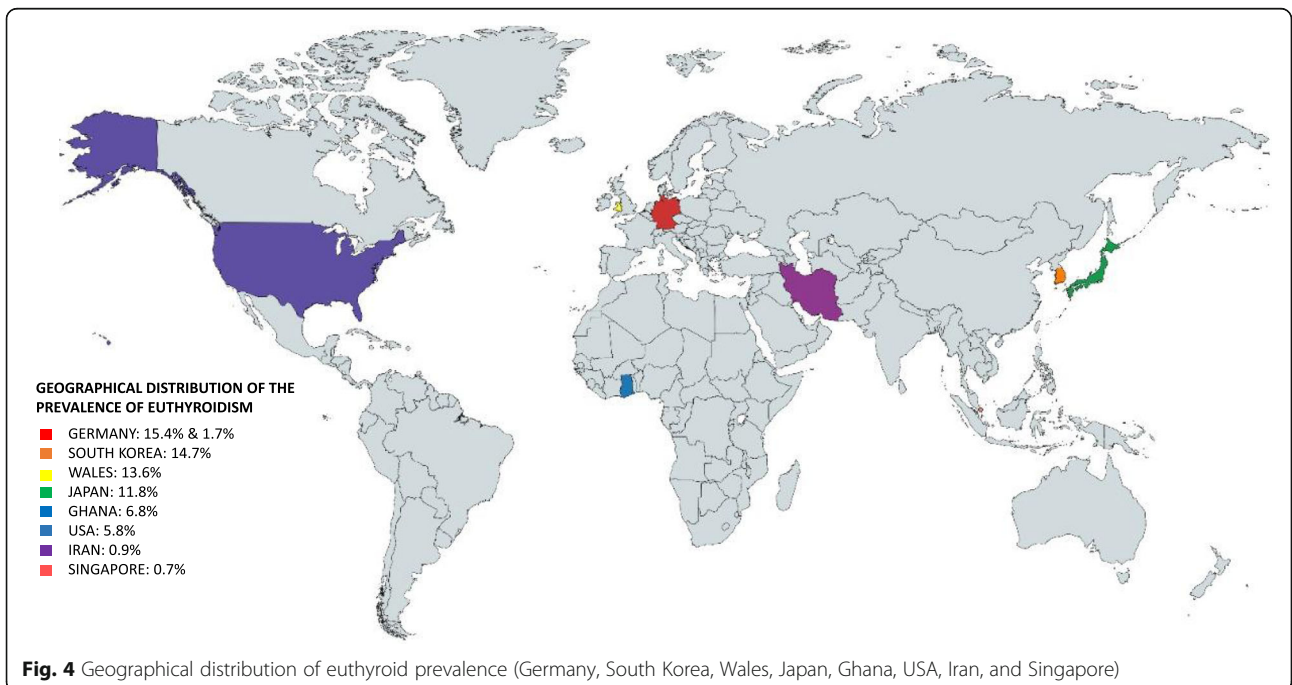 GEOGRAPHICAL DISTRIBUTION OF THE
PREVALENCE OF EUTHYROIDISM
GERMANY: 15.4% & 1.7%
SOUTH KOREA: 14.7%
WALES: 13.6%
JAPAN: 11.8%
GHANA: 6.8%
USA: 5.8%
IRAN: 0.9%
SINGAPORE: 0.7%
Fig. 4 Geographical distribution of euthyroid prevalence (Germany, South Korea, Wales, Japan, Ghana, USA, Iran, and Singapore)